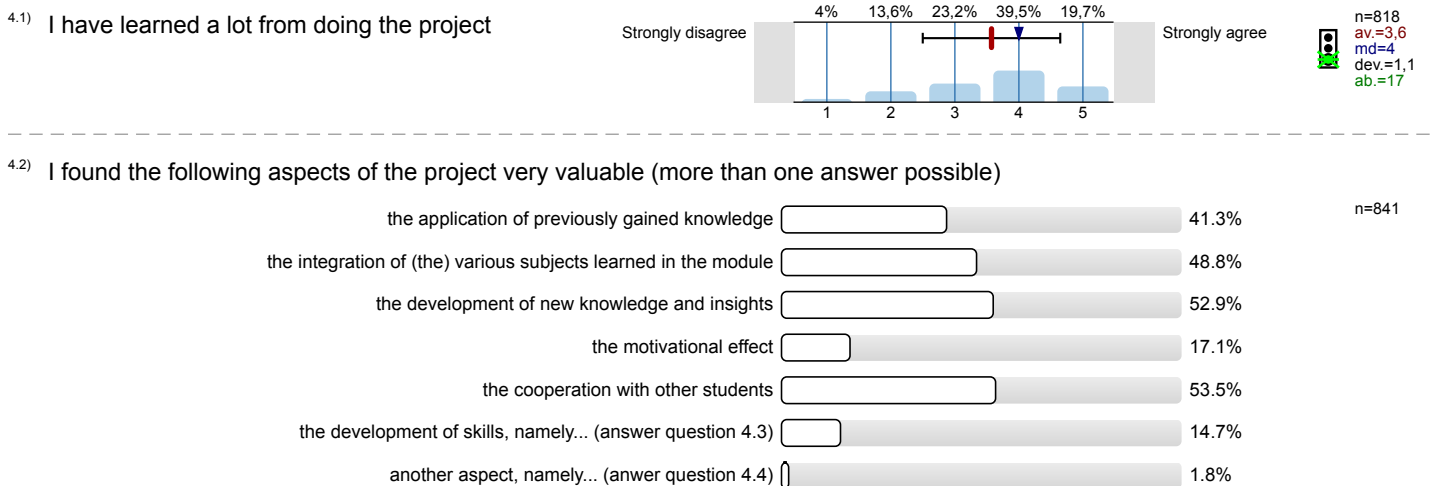 4.1) I have learned a lot from doing the project
4% 13,6% 23,2% 39,5% 19,7%
Strongly disagree Strongly agree
1 2 3 4 5
n=818
av.=3,6
md=4
dev.=1,1
ab.=17
4.2) I found the following aspects of the project very valuable (more than one answer possible)
n=841
the application of previously gained knowledge 41.3%
the integration of (the) various subjects learned in the module 48.8%
the development of new knowledge and insights 52.9%
the motivational effect 17.1%
the cooperation with other students 53.5%
the development of skills, namely... (answer question 4.3) 14.7%
another aspect, namely... (anwer question 4.4) 1.8%